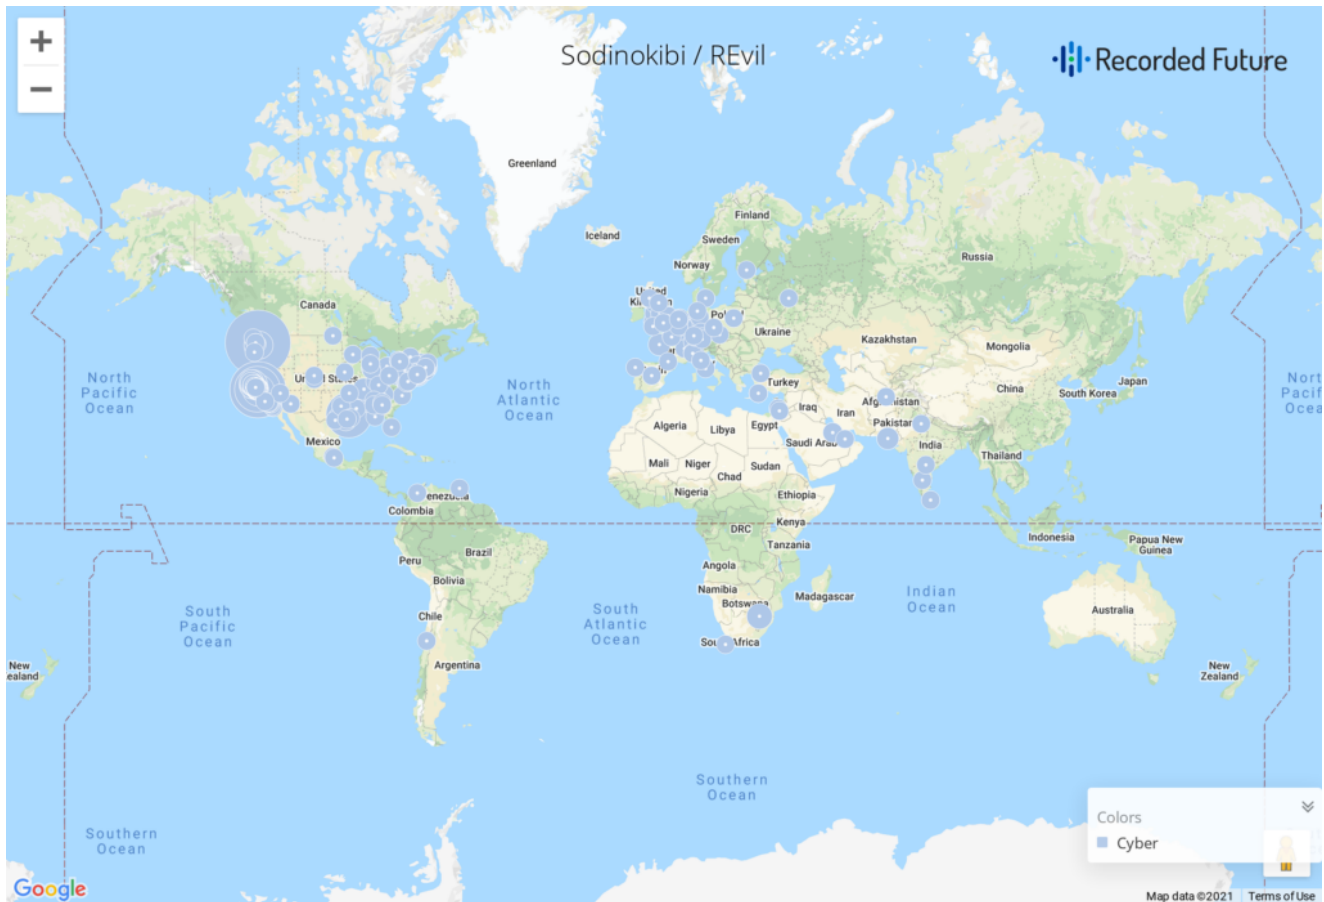 +
−
Sodinokibi / REvil
Recorded Future
Greenland
Iceland
Finland
Sweden
Norway
Russia
Canada
United
Ukraine
Kazakhstan
Mongolia
North
Pacific
Ocean
North
Atlantic
Ocean
Turkey
China
South Korea
Japan
Iraq
Iran
Pakistan
Algeria
Libya
Egypt
Saudi
Mexico
India
Thailand
Mali
Niger
Chad
Sudan
Nigeria
Ethiopia
Colombia
DRC
Kenya
Tanzania
Indonesia
Papua New
Guinea
Peru
Brazil
Angola
Bolivia
Namibia
Botswana
Madagascar
South
Pacific
Ocean
South
Atlantic
Ocean
Indian
Ocean
Chile
Australia
Argentina
New
ealand
New
Zealand
Southern
Ocean
Southern
Ocean
Colors
Cyber
Google
Map data ©2021
Terms of Use